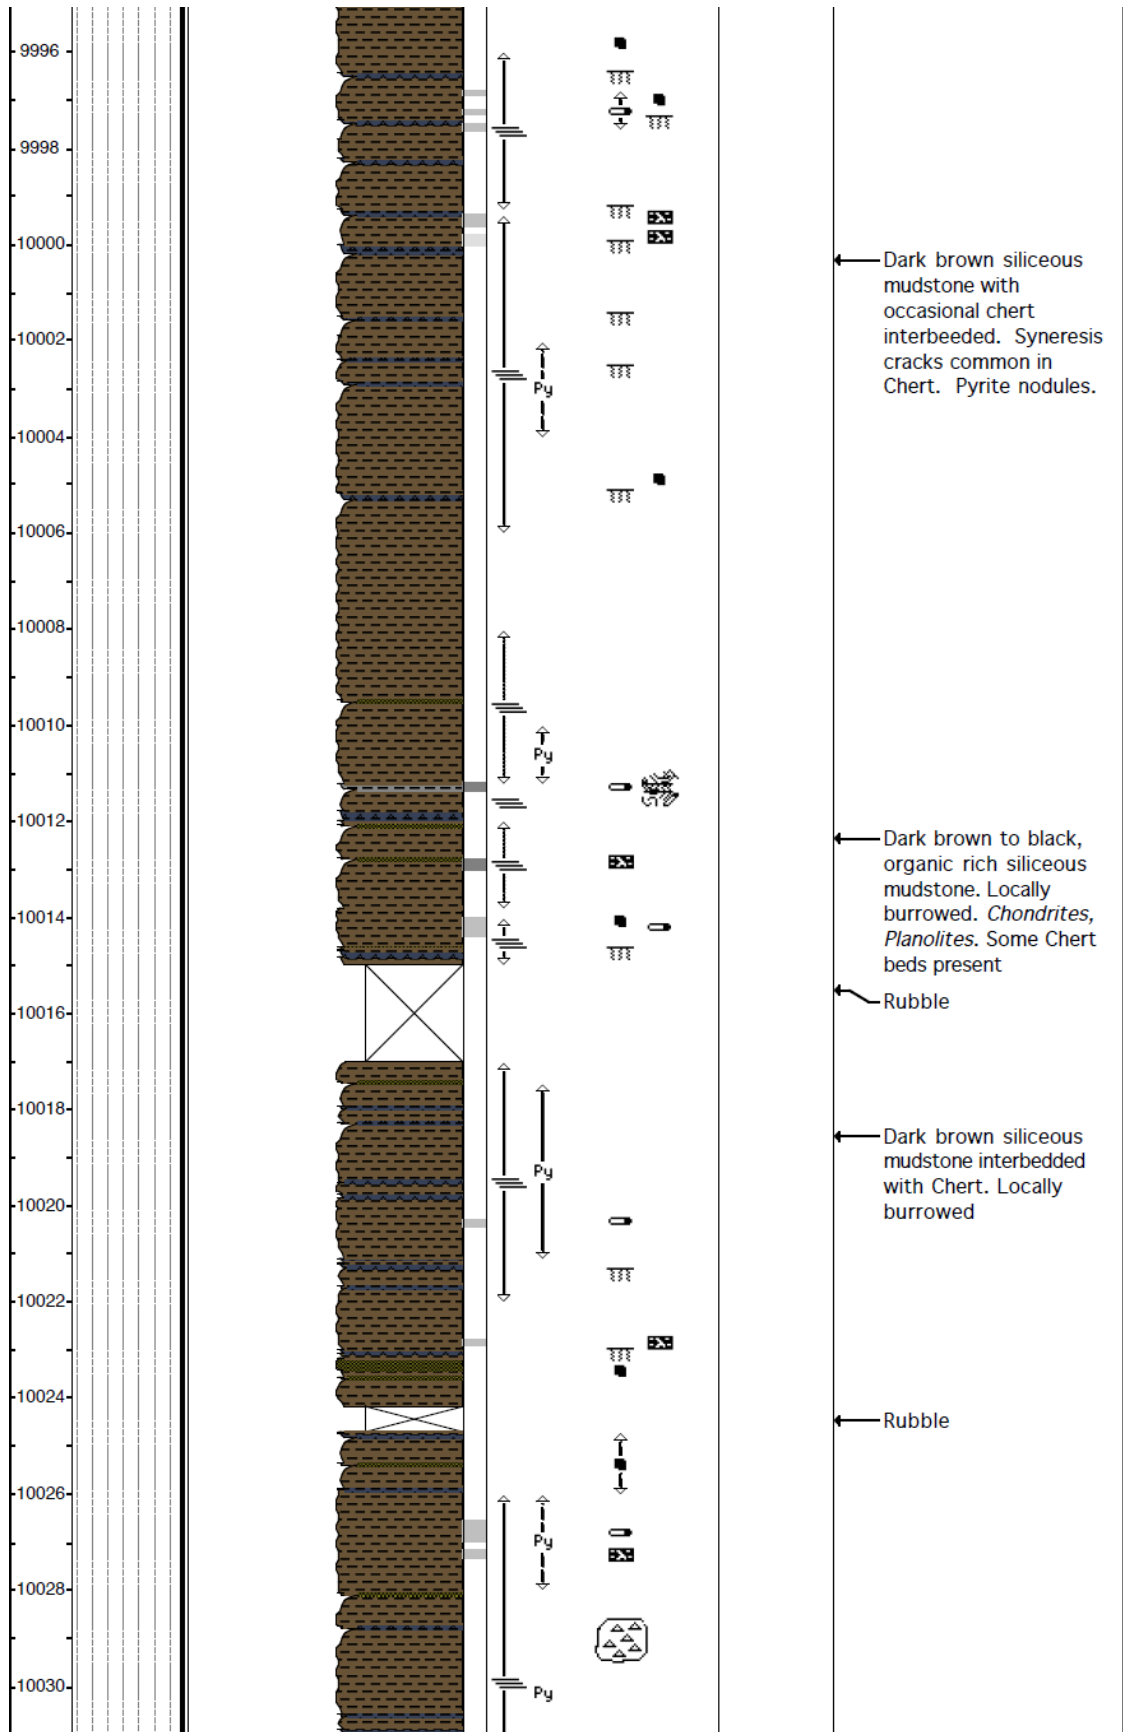 9996
9998
10000
Dark brown siliceous
mudstone with
occasional chert
interbeeded. Syneresis
cracks common in
Chert. Pyrite nodules.
10002
Py
10004
10006
10008
10010
Py
10012
Dark brown to black,
organic rich siliceous
mudstone. Locally
burrowed. Chondrites,
Planolites. Some Chert
beds present
10014
Rubble
10016
10018
Dark brown siliceous
mudstone interbedded
with Chert. Locally
burrowed
Py
10020
10022
10024
Rubble
10026
Py
10028
10030
Py